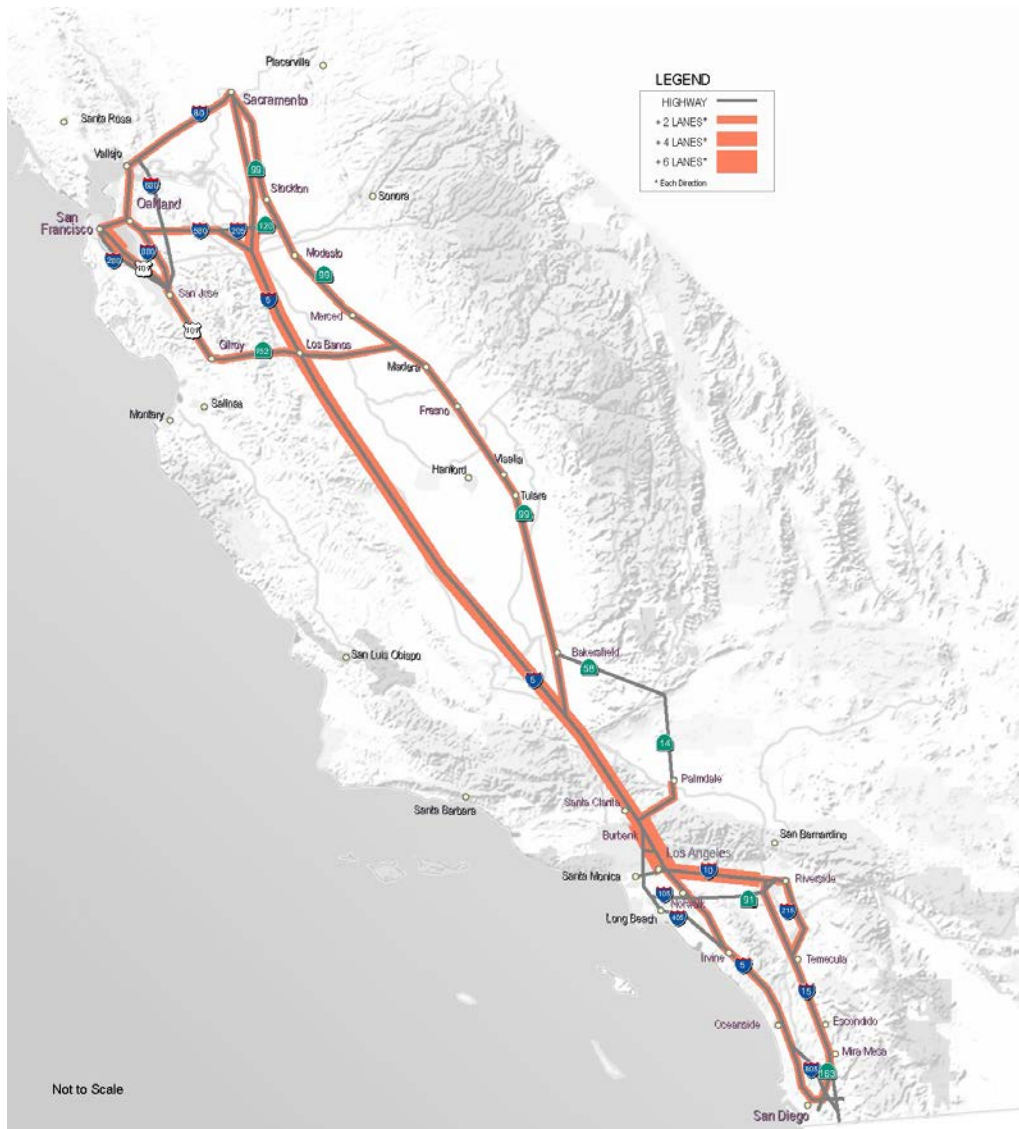 Placerville
LEGEND
HIGHWAY
+2 LANES*
+4 LANES*
+6 LANES*
* Each Direction
Sacramento
80
Santa Rosa
Vallejo
99
680
Stockton
Sonora
Oakland
San
Francisco
120
580
205
880
280
101
Modesto
99
San Jose
5
Merced
101
Gilroy
152
Los Banos
Madera
Salinas
Fresno
Montery
Visalia
Hanford
Tulare
99
San Luis Obispo
Bakersfield
58
5
14
Palmdale
Santa Barbara
Santa Clarita
Burbank
San Bernardino
Los Angeles
Santa Monica
10
Riverside
105
Norwalk
91
215
Long Beach
405
Irvine
5
Temecula
15
Oceanside
Escondido
Mira Mesa
805
163
Not to Scale
San Diego